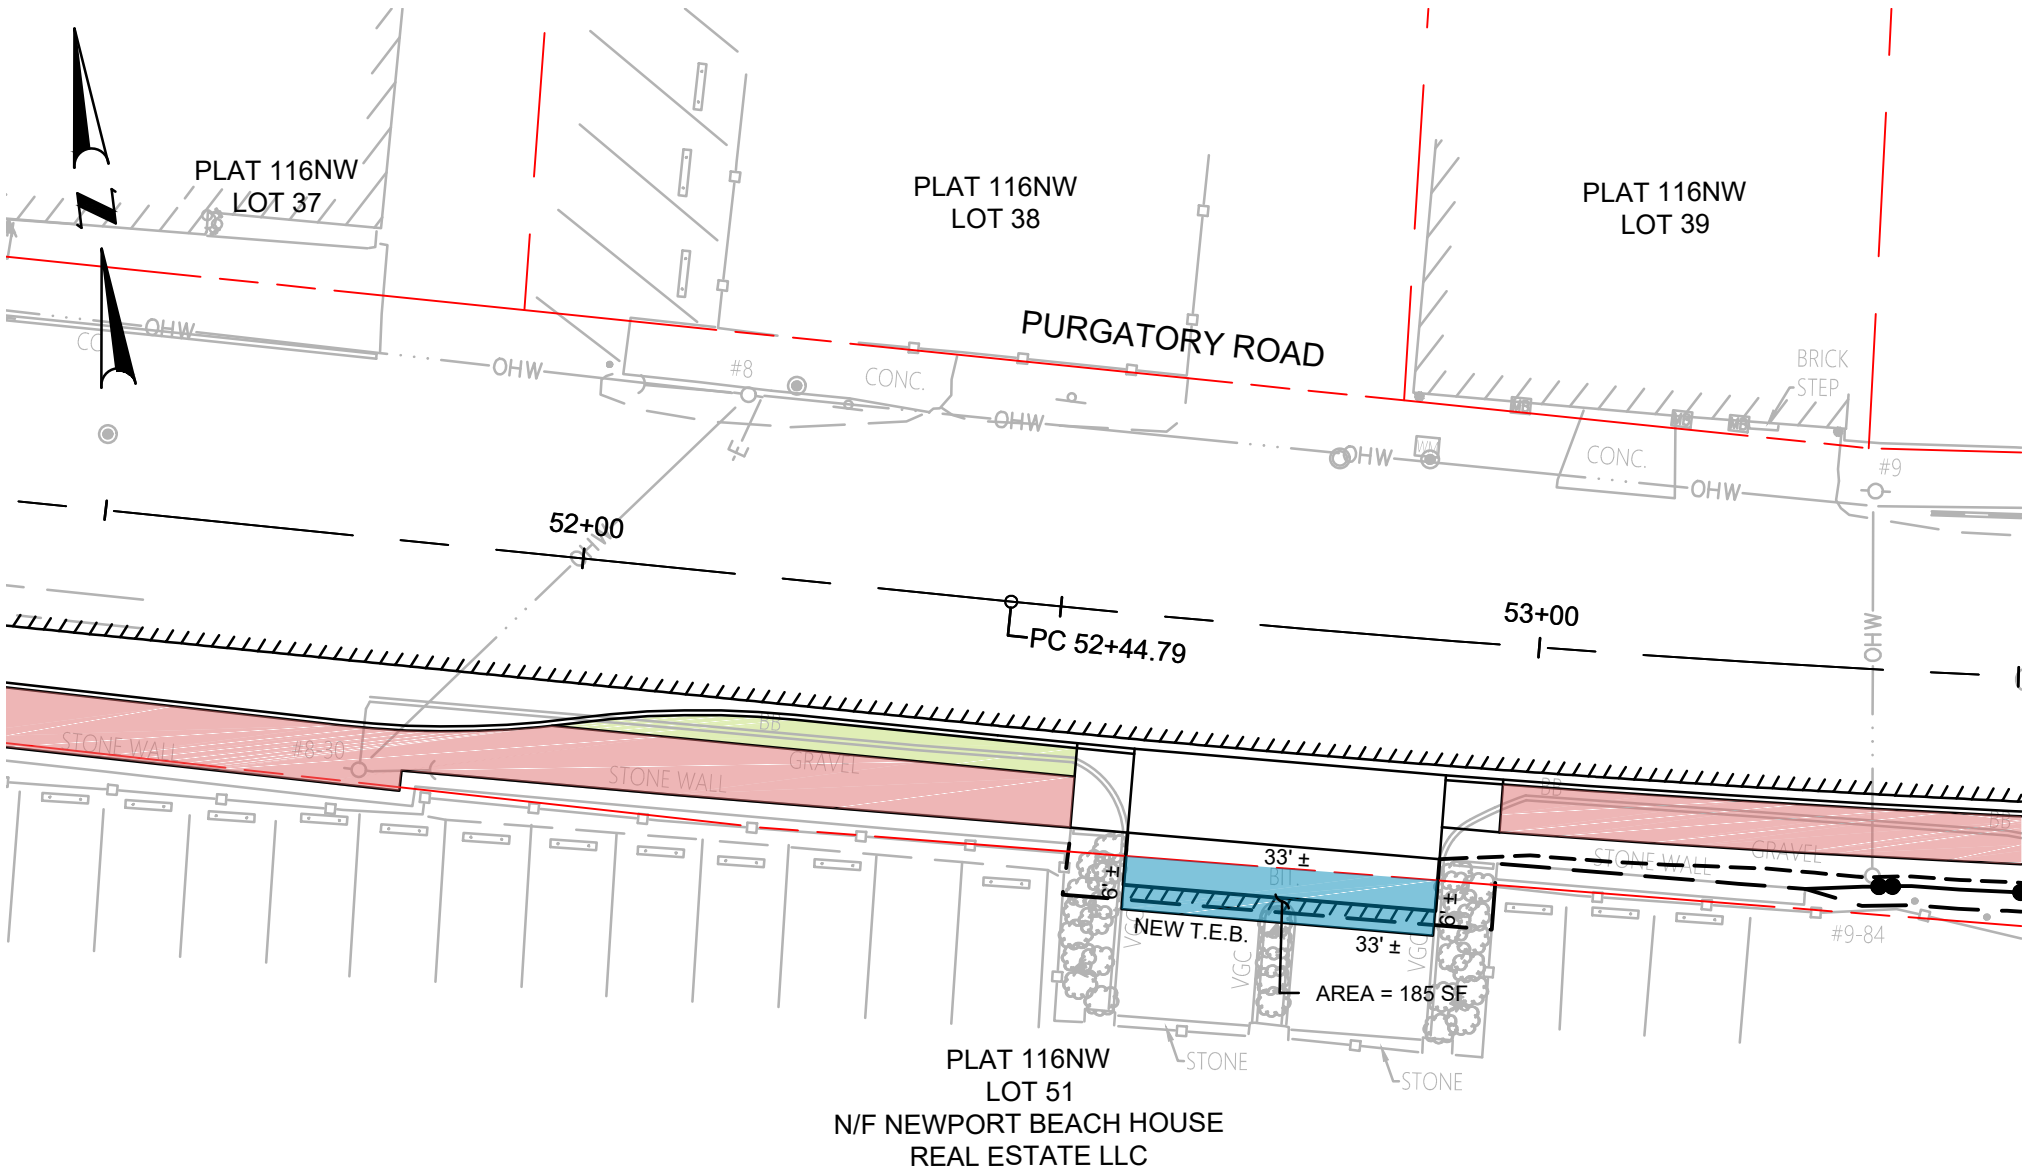 PLAT 116NW
LOT 37
PLAT 116NW
LOT 38
PLAT 116NW
LOT 39
N
PURGATORY ROAD
OHW
OHW
#8
CONC.
OHW
OHW
WM
CONC.
OHW
BRICK
STEP
#9
E
52+00
OHW
53+00
PC 52+44.79
OHW
STONE WALL
#8-30
BB
GRAVEL
STONE WALL
BB
BB
GRAVEL
STONE WALL
33' ±
BIT.
6' ±
6' ±
NEW T.E.B.
33' ±
VGC
VGC
VGC
AREA = 185 SF
#9-84
STONE
STONE
PLAT 116NW
LOT 51
N/F NEWPORT BEACH HOUSE
REAL ESTATE LLC